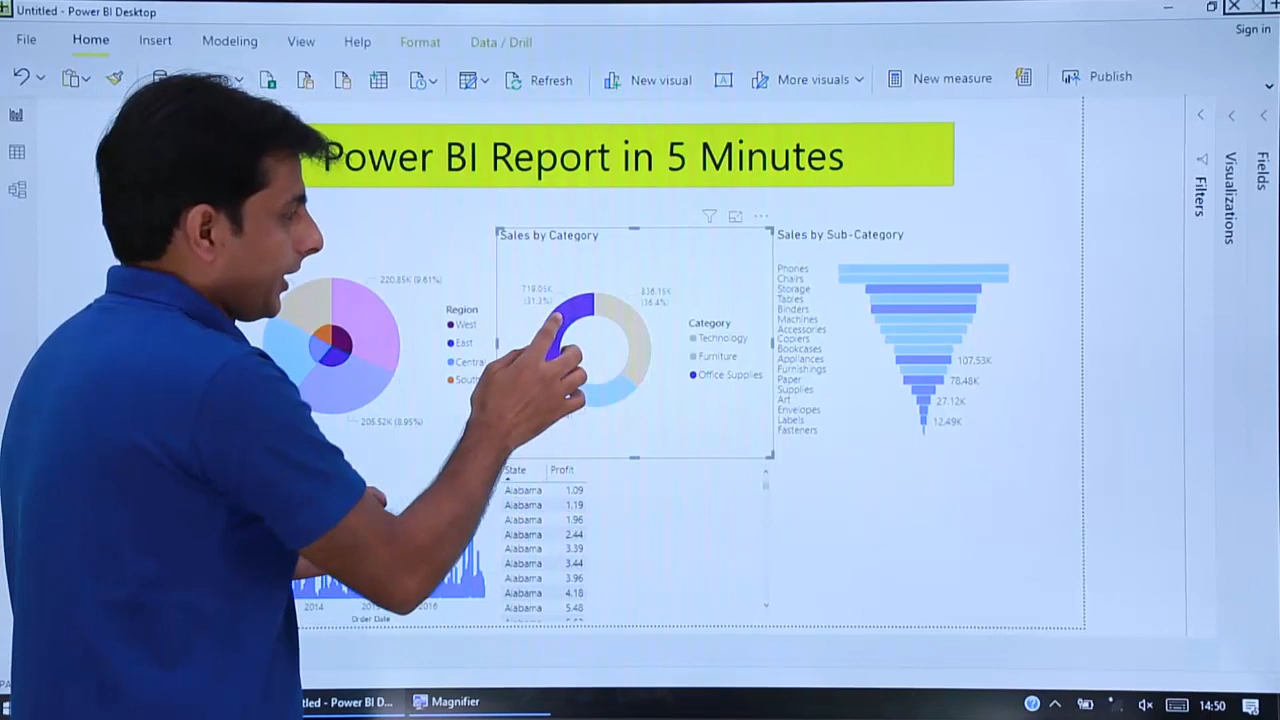 Untitled - Power BI Desktop
Sign in
File Home Insert Modeling View Help Format Data / Drill
Refresh New visual More visuals New measure Publish
Power BI Report in 5 Minutes
Filters
Visualizations
Fields
220.85K (9.61%)
205.52K (8.95%)
Region
West
East
Central
South
Sales by Category
719.05K
(31.3%)
836.15K
(36.4%)
Category
Technology
Furniture
Office Supplies
Sales by Sub-Category
Phones
Chairs
Storage
Tables
Binders
Machines
Accessories
Copiers
Bookcases
Appliances 107.53K
Furnishings
Paper 78.48K
Supplies
Art 27.12K
Envelopes
Labels 12.49K
Fasteners
State Profit
Alabama 1.09
Alabama 1.19
Alabama 1.96
Alabama 2.44
Alabama 3.39
Alabama 3.44
Alabama 3.96
Alabama 4.18
Alabama 5.48
2014 2016
Order Date
Power BI D...
Magnifier
14:50